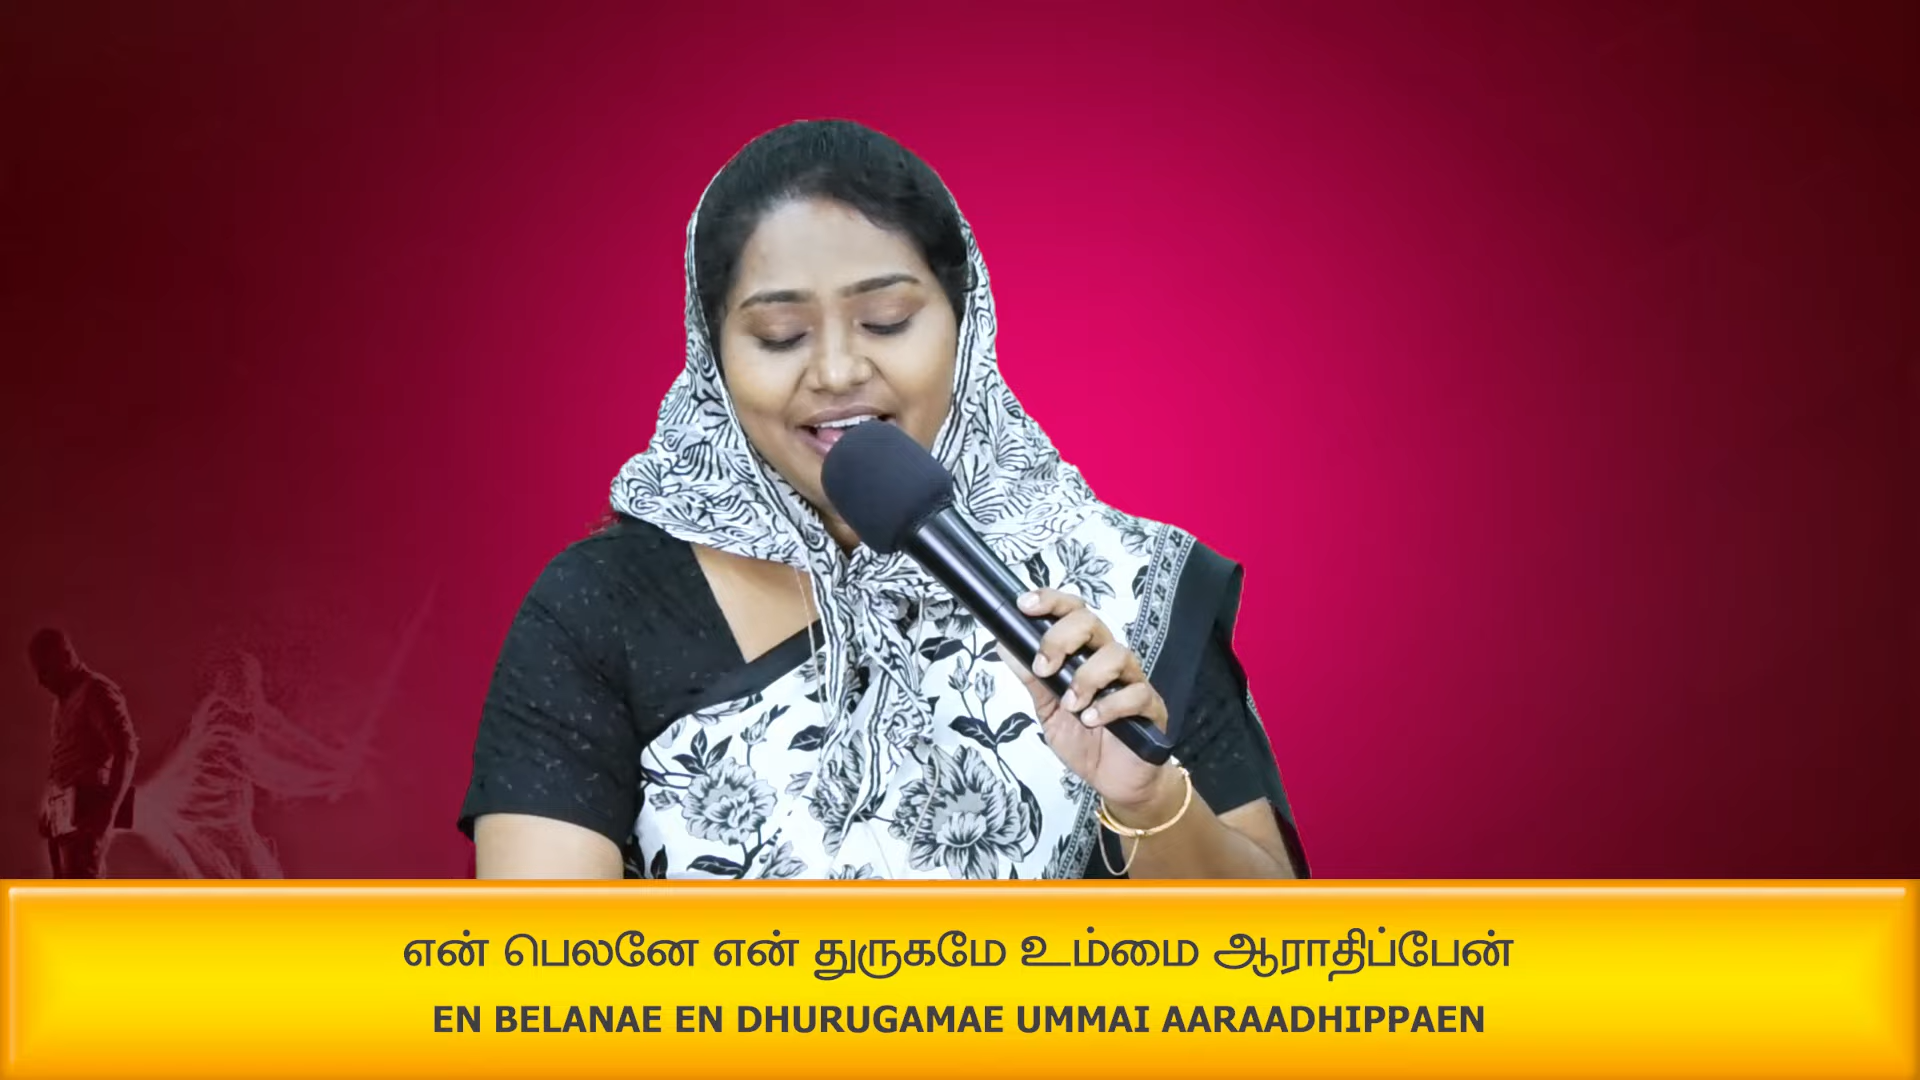 என் பெலனே என் துருகமே உம்மை ஆராதிப்பேன்
EN BELANAE EN DHURUGAMAE UMMAI AARAADHIPPAEN